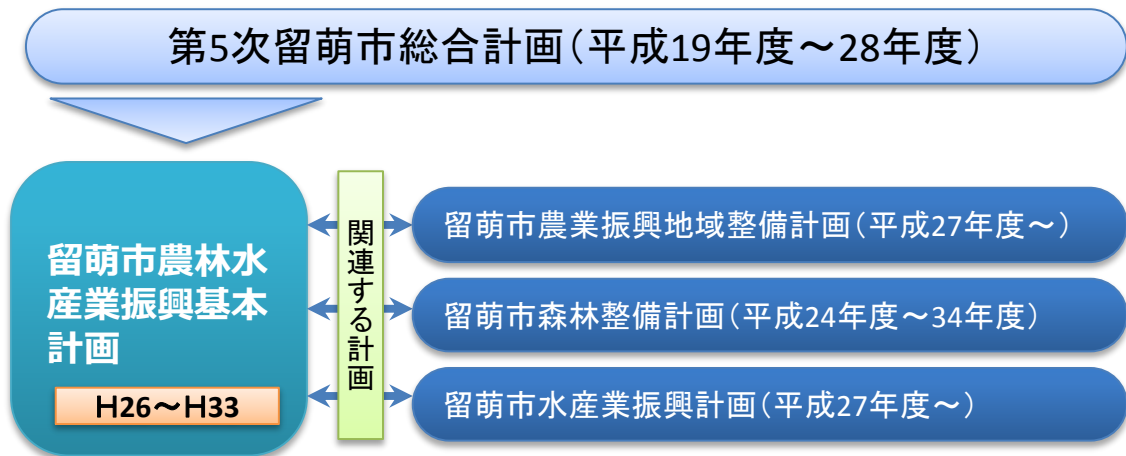 第5次留萌市総合計画(平成19年度～28年度)
留萌市農林水
産業振興基本
計画
H26～H33
関連する計画
留萌市農業振興地域整備計画(平成27年度～)
留萌市森林整備計画(平成24年度～34年度)
留萌市水産業振興計画(平成27年度～)